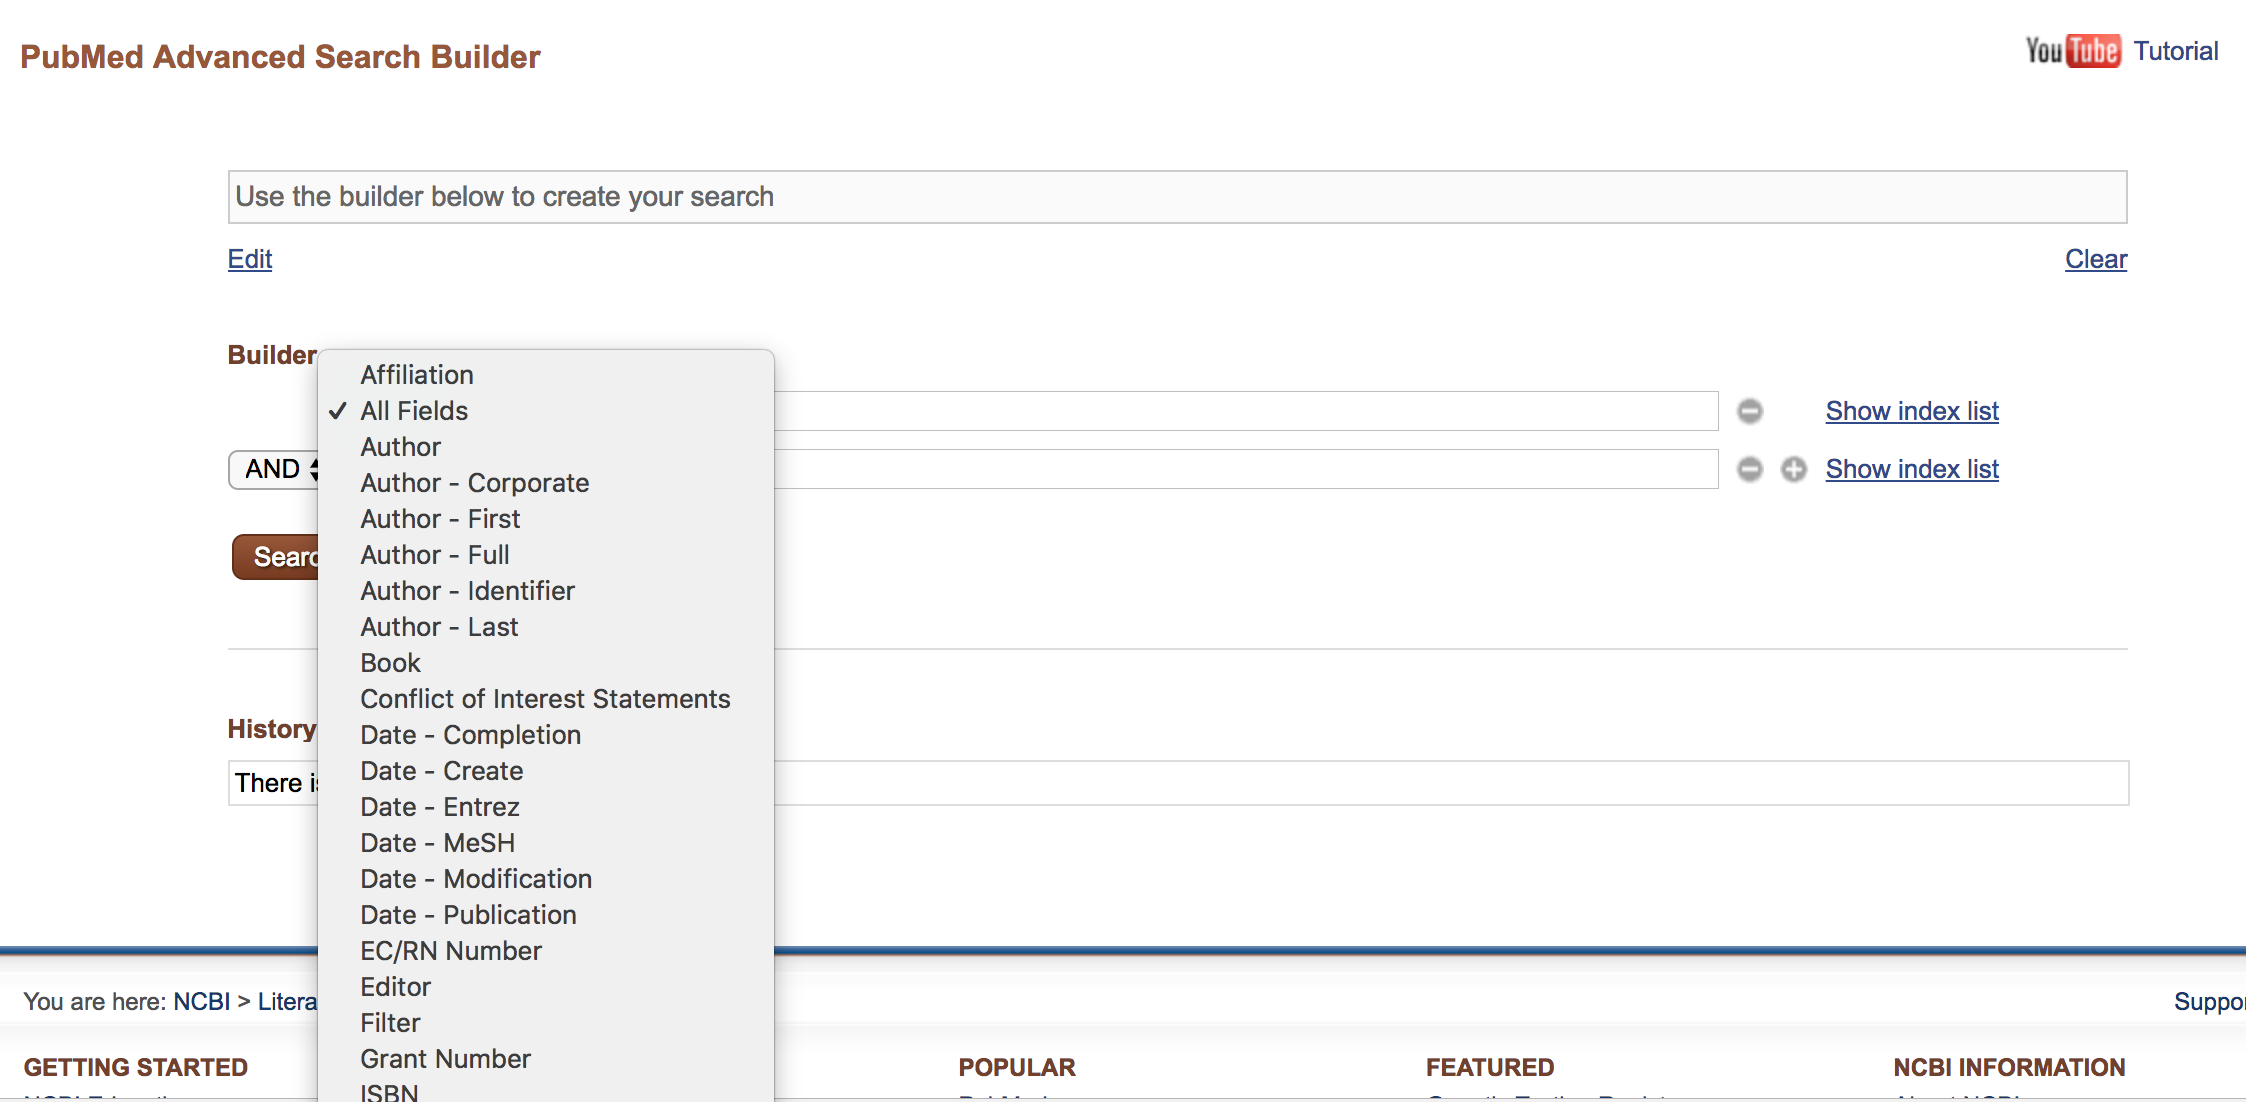 PubMed Advanced Search Builder
YouTube Tutorial
Use the builder below to create your search
Edit
Clear
Builder
Affiliation
✓ All Fields
Show index list
Author
AND
Show index list
Author - Corporate
Author - First
Author - Full
Author - Identifier
Author - Last
Book
Conflict of Interest Statements
Date - Completion
Date - Create
Date - Entrez
Date - MeSH
Date - Modification
Date - Publication
EC/RN Number
Editor
Filter
Grant Number
ISBN
Searc
History
There is
You are here: NCBI > Litera
Suppor
GETTING STARTED
POPULAR
FEATURED
NCBI INFORMATION